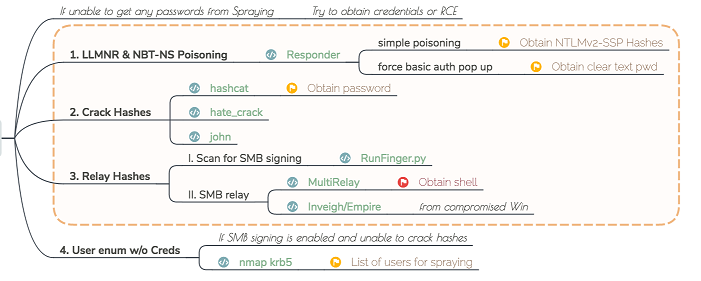 If unable to get any passwords from Spraying Try to obtain credentials or RCE
1. LLMNR & NBT-NS Poisoning Responder
simple poisoning Obtain NTLMv2-SSP Hashes
force basic auth pop up Obtain clear text pwd
2. Crack Hashes
hashcat Obtain password
hate_crack
john
3. Relay Hashes
I. Scan for SMB signing RunFinger.py
II. SMB relay
MultiRelay Obtain shell
Inveigh/Empire from compromised Win
4. User enum w/o Creds
If SMB signing is enabled and unable to crack hashes
nmap krb5 List of users for spraying